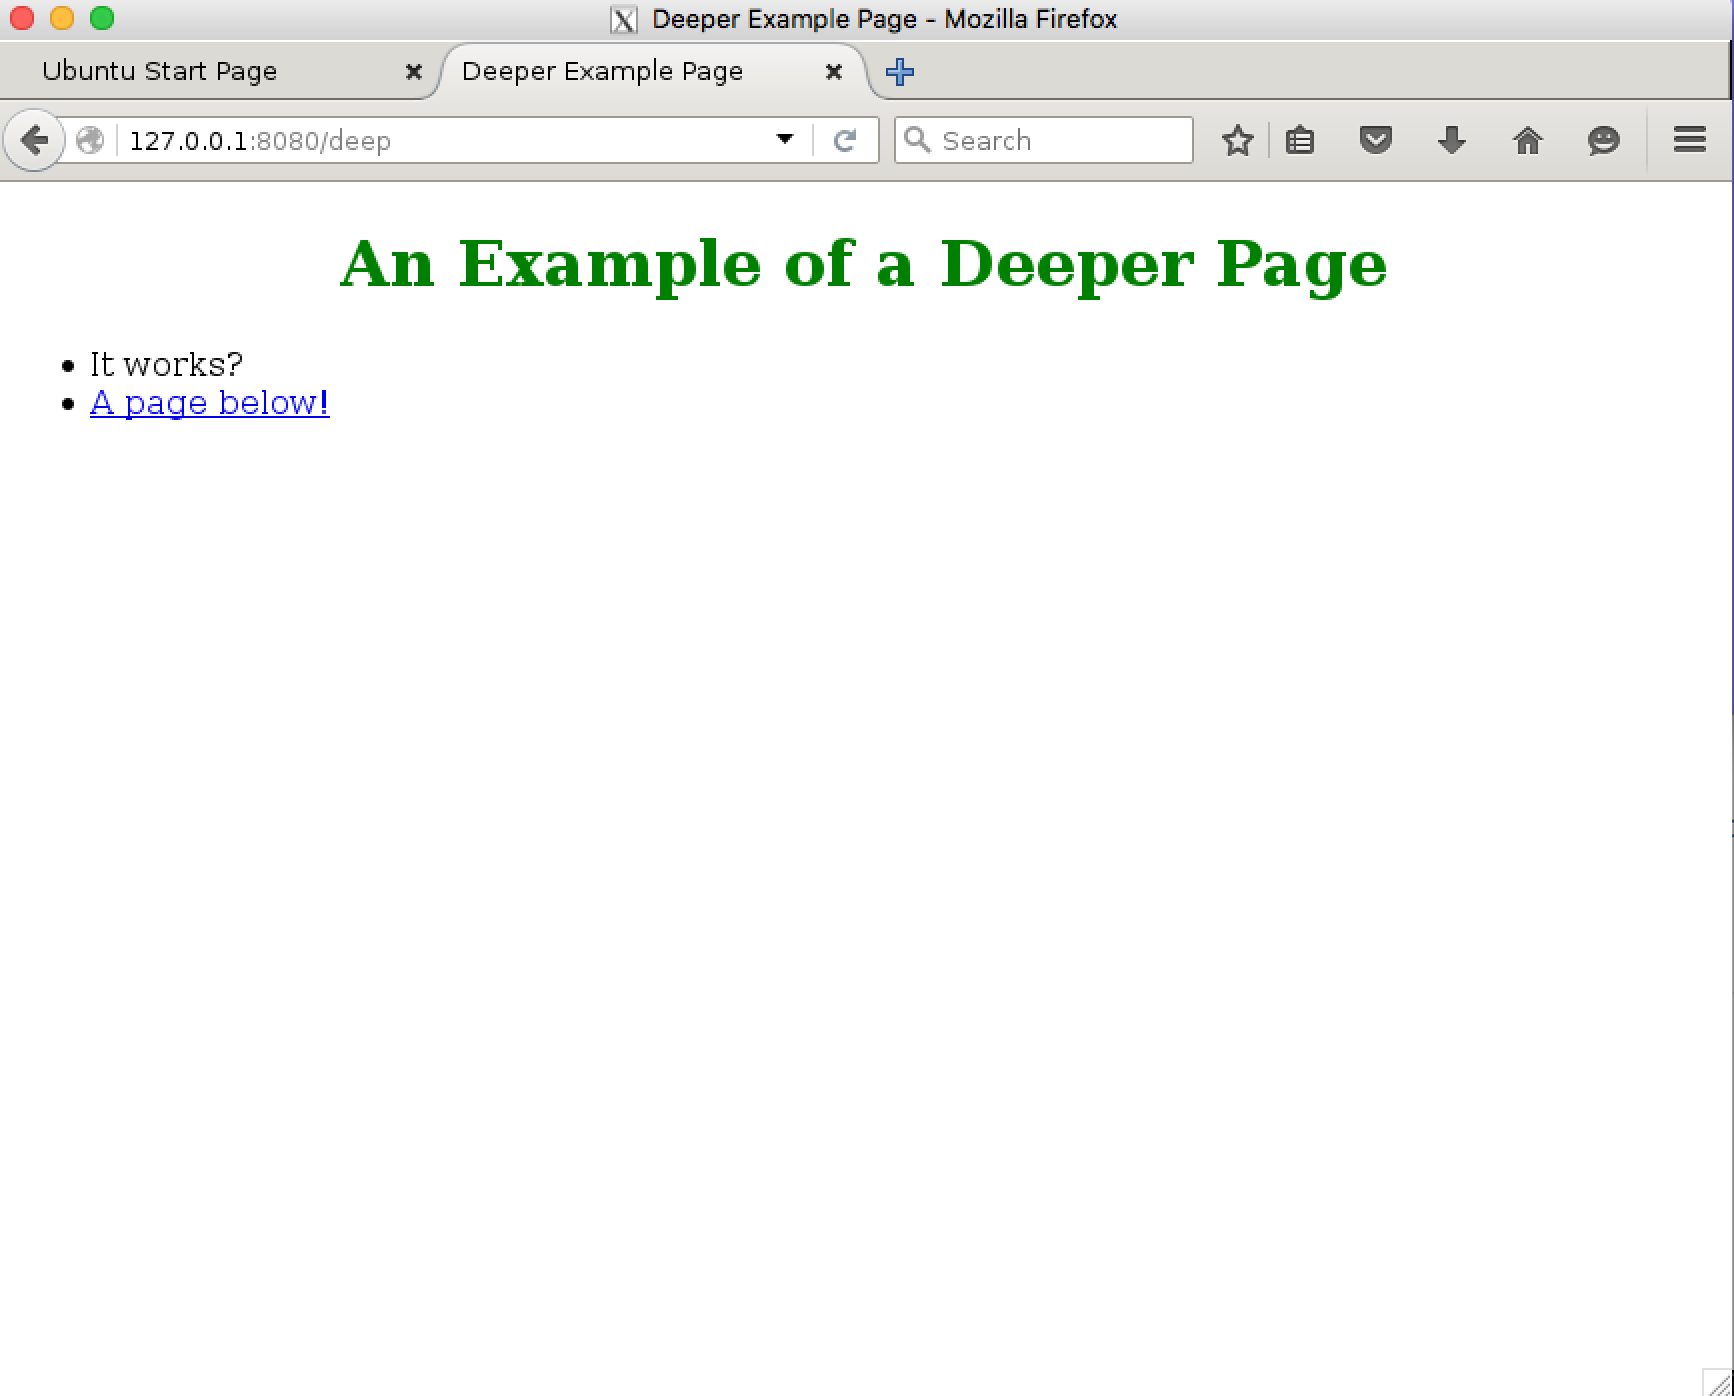 Deeper Example Page - Mozilla Firefox
Ubuntu Start Page
Deeper Example Page
127.0.0.1:8080/deep
Search
An Example of a Deeper Page
It works?
A page below!